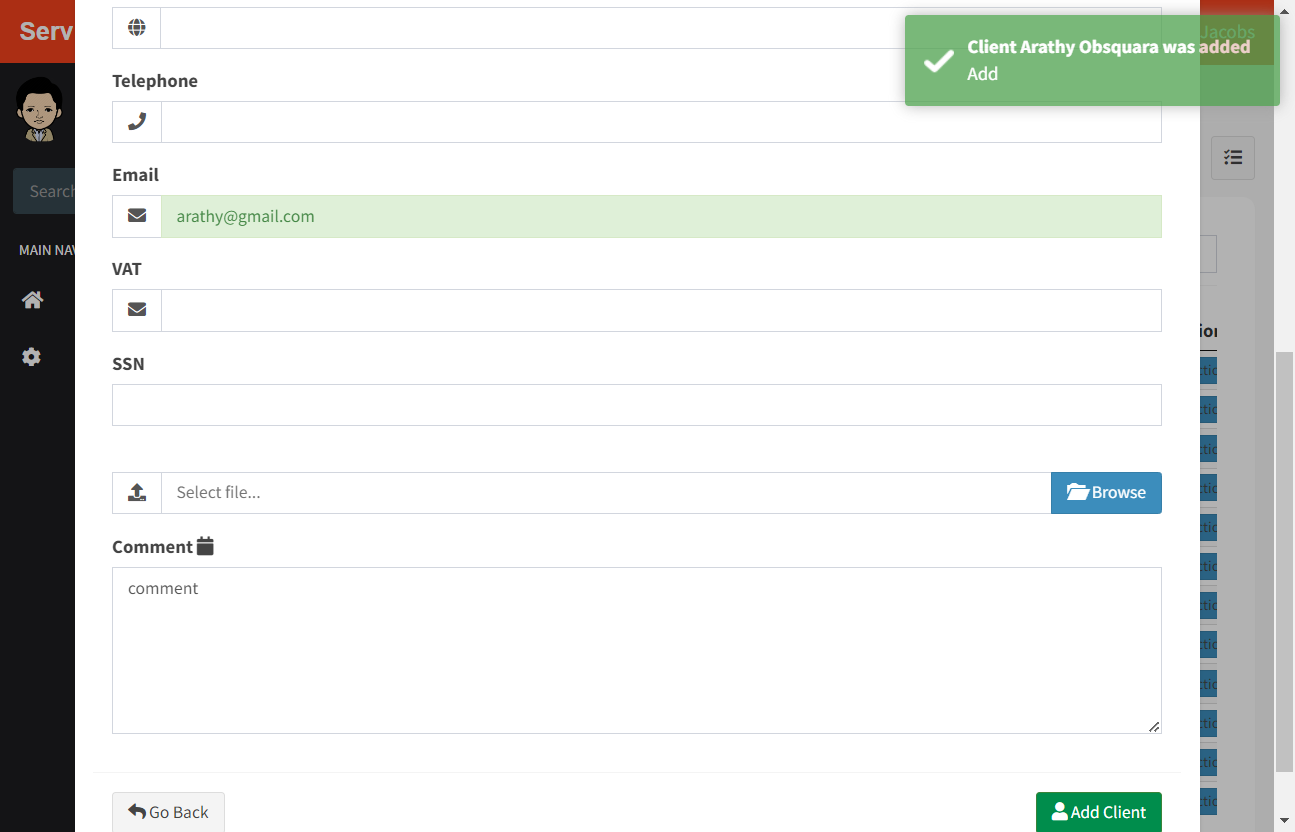 Serv
Jacobs
Client Arathy Obsquara was added
Add
Telephone
Email
arathy@gmail.com
VAT
SSN
Select file...
Browse
Comment
comment
Go Back
Add Client
Search
MAIN NAV